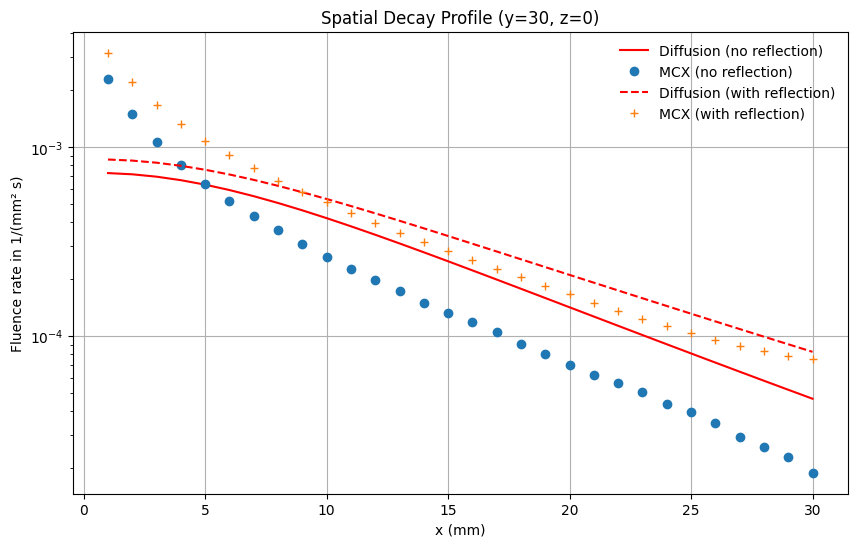 Spatial Decay Profile (y=30, z=0)
Diffusion (no reflection)
MCX (no reflection)
Diffusion (with reflection)
MCX (with reflection)
Fluence rate in 1/(mm² s)
10⁻³
10⁻⁴
0 5 10 15 20 25 30
x (mm)